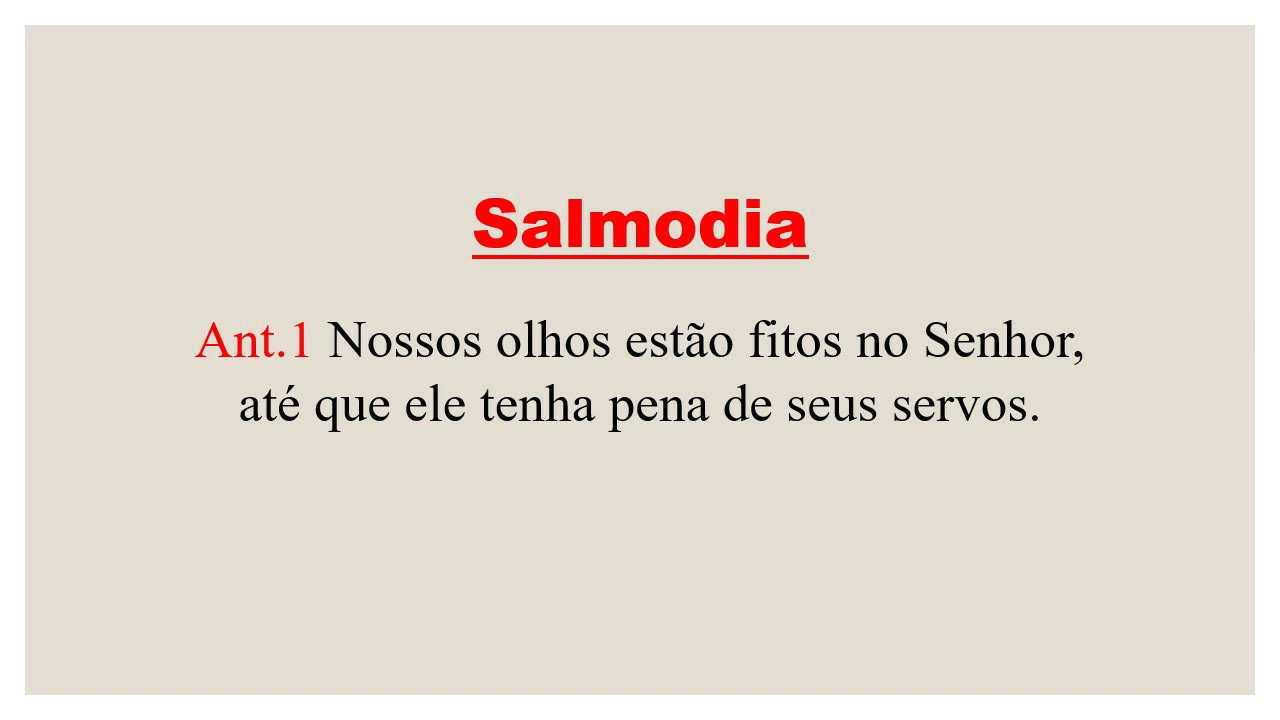 Salmodia
Ant.1 Nossos olhos estão fitos no Senhor,
até que ele tenha pena de seus servos.